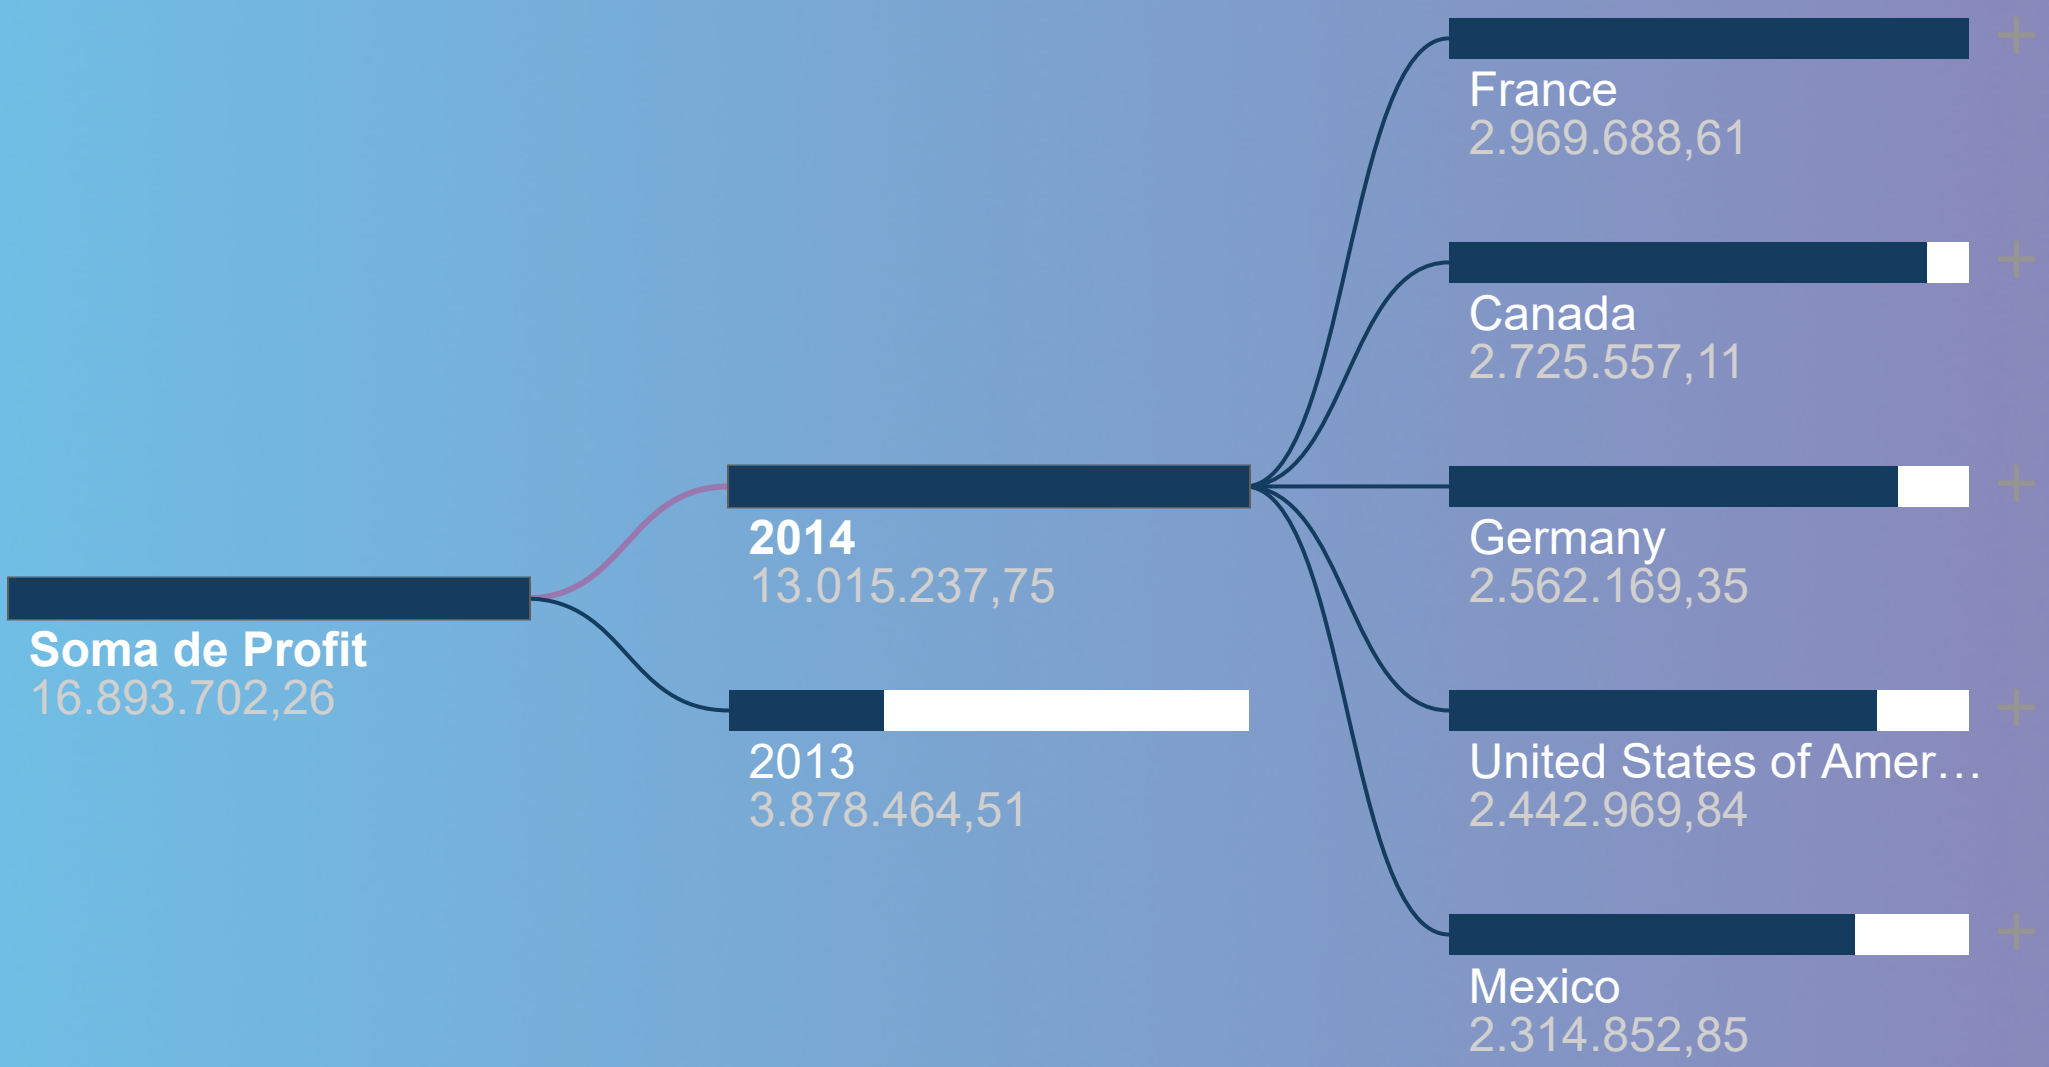 Soma de Profit
16.893.702,26
2014
13.015.237,75
2013
3.878.464,51
France
2.969.688,61
Canada
2.725.557,11
Germany
2.562.169,35
United States of Amer…
2.442.969,84
Mexico
2.314.852,85